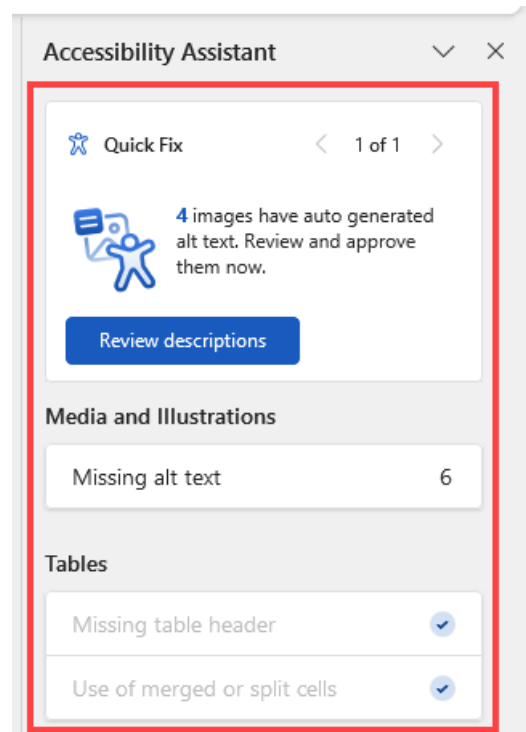 Accessibility Assistant
Quick Fix
1 of 1
4 images have auto generated
alt text. Review and approve
them now.
Review descriptions
Media and Illustrations
Missing alt text 6
Tables
Missing table header
Use of merged or split cells